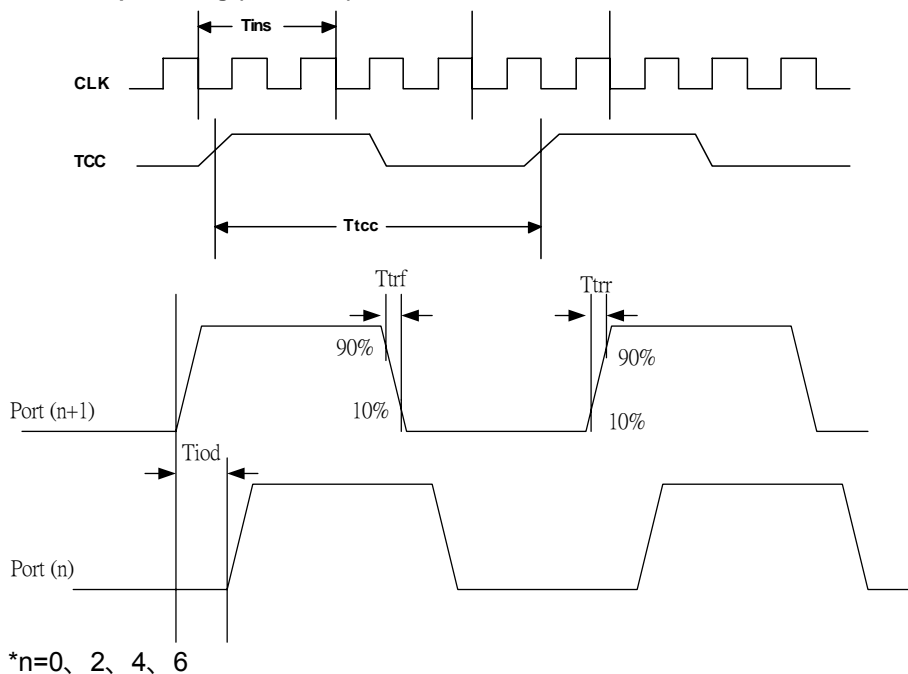 Tins
CLK
TCC
Ttcc
Ttrf
Ttrr
90%
90%
Port (n+1)
10%
10%
Tiod
Port (n)
*n=0、2、4、6